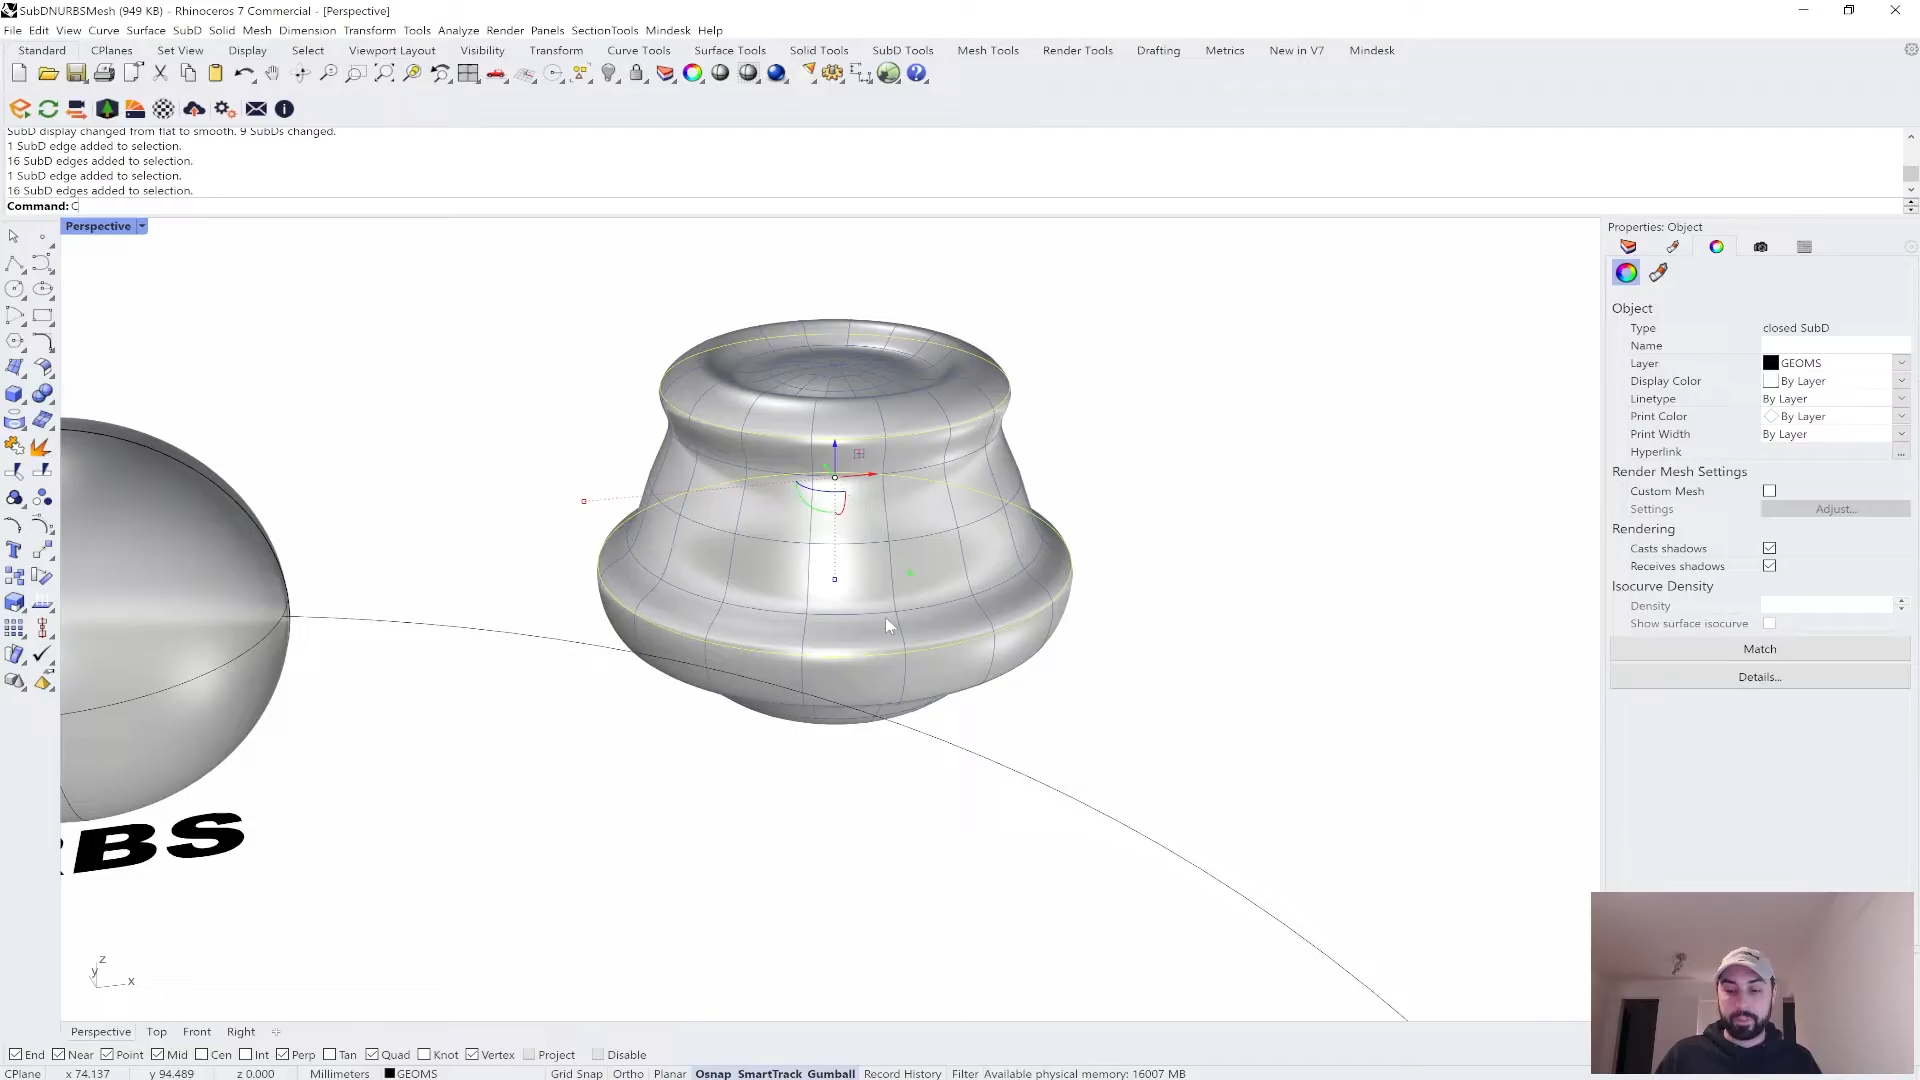 SubDNURBSMesh (949 KB) - Rhinoceros 7 Commercial - [Perspective]
File Edit View Curve Surface SubD Solid Mesh Dimension Transform Tools Analyze Render Panels SectionTools Mindesk Help
Standard CPlanes Set View Display Select Viewport Layout Visibility Transform Curve Tools Surface Tools Solid Tools SubD Tools Mesh Tools Render Tools Drafting Metrics New in V7 Mindesk
SubD display changed from flat to smooth. 9 SubDs changed.
1 SubD edge added to selection.
16 SubD edges added to selection.
1 SubD edge added to selection.
16 SubD edges added to selection.
Command: C
Perspective
Properties: Object
Object
Type closed SubD
Name
Layer GEOMS
Display Color By Layer
Linetype By Layer
Print Color By Layer
Print Width By Layer
Hyperlink ...
Render Mesh Settings
Custom Mesh
Settings Adjust...
Rendering
Casts shadows
Receives shadows
Isocurve Density
Density
Show surface isocurve
Match
Details...
RBS
z
y
x
Perspective Top Front Right
End Near Point Mid Cen Int Perp Tan Quad Knot Vertex Project Disable
CPlane x 74.137 y 94.489 z 0.000 Millimeters GEOMS Grid Snap Ortho Planar Osnap SmartTrack Gumball Record History Filter Available physical memory: 16007 MB